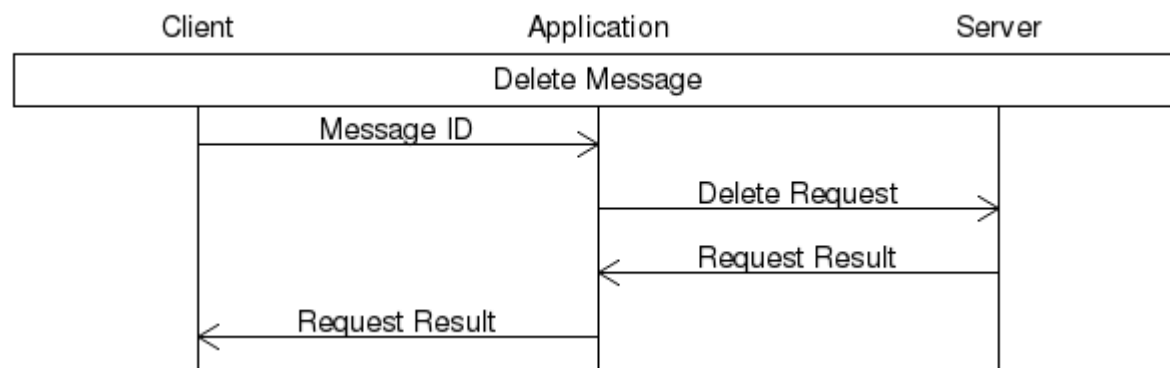 Client Application Server
Delete Message
Message ID
Delete Request
Request Result
Request Result